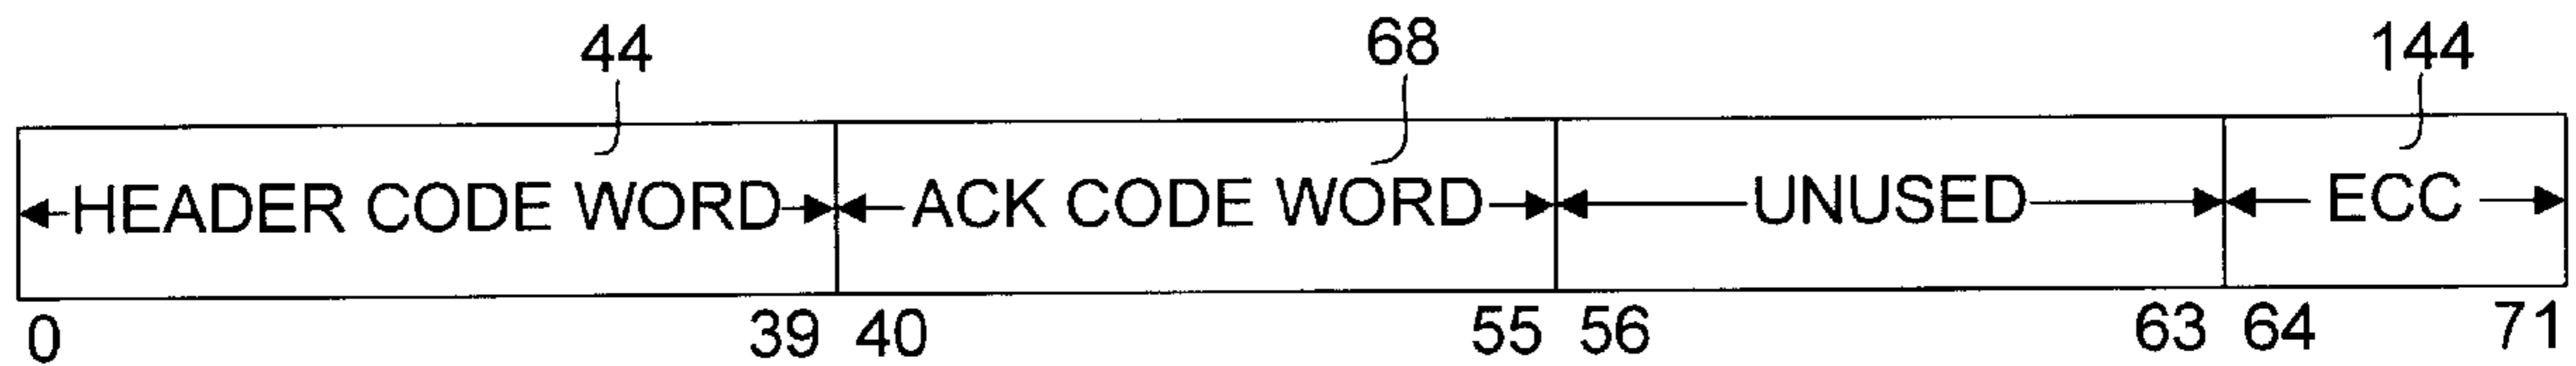 44 68 144
HEADER CODE WORD ACK CODE WORD UNUSED ECC
0 39 40 55 56 63 64 71